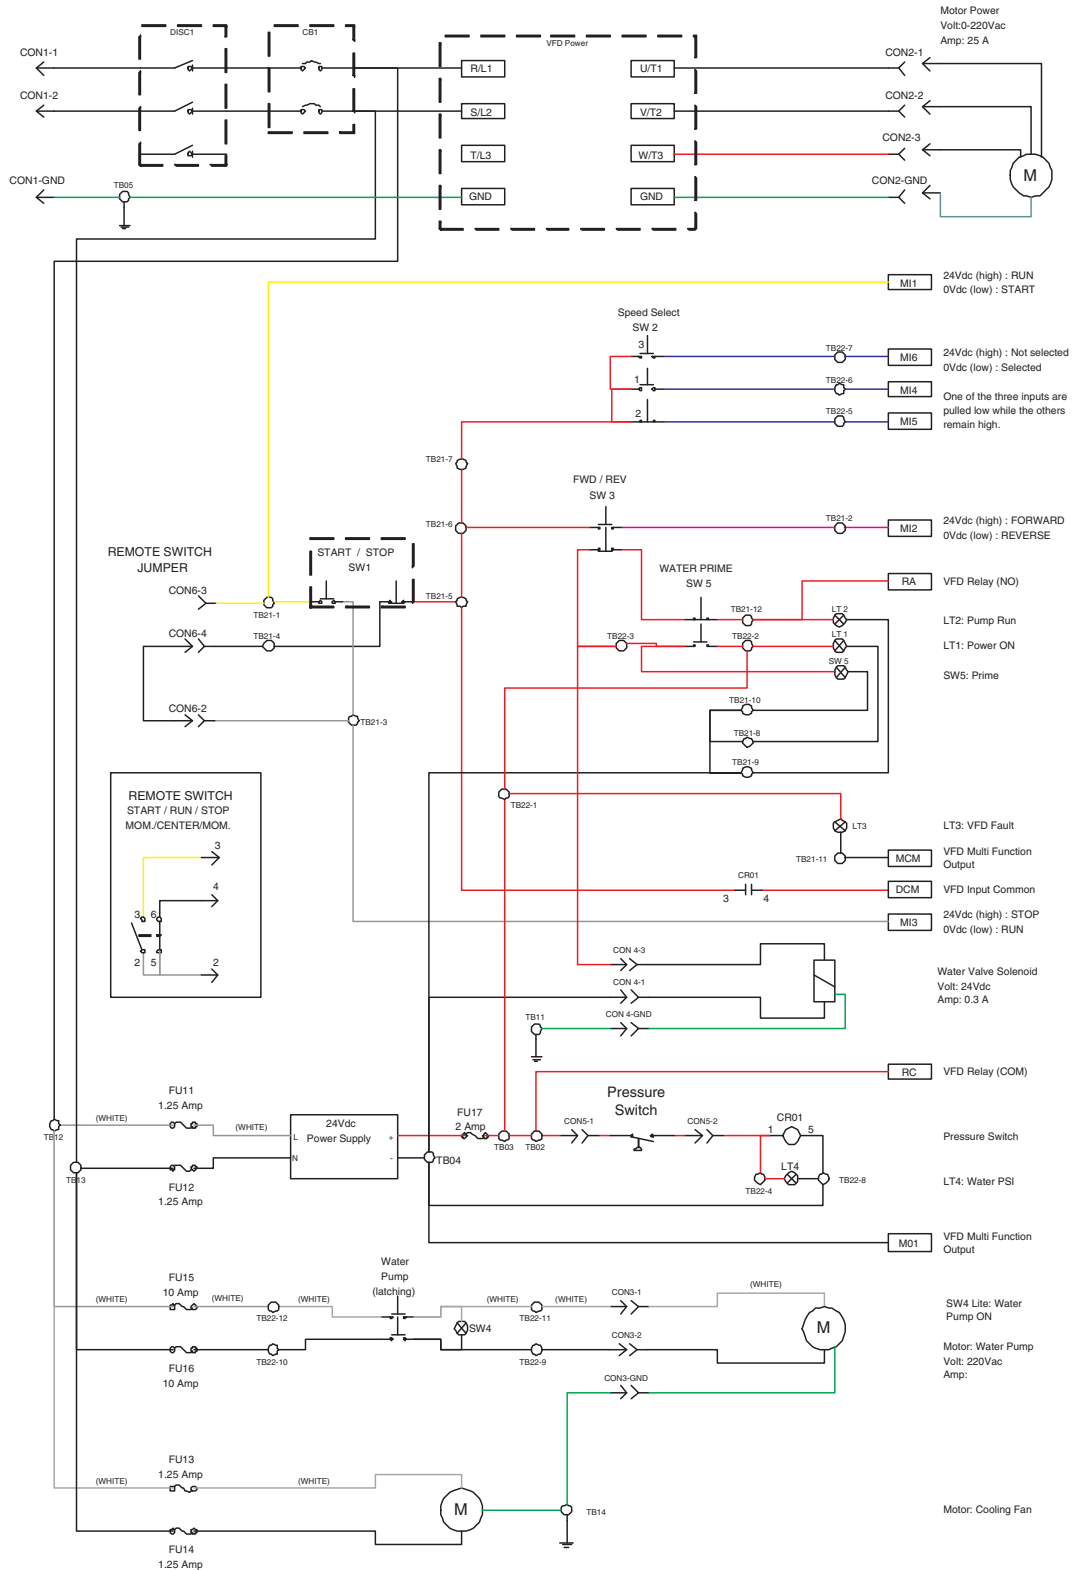 Motor Power
Volt:0-220Vac
Amp: 25 A
DISC1
CB1
VFD Power
CON1-1
R/L1
U/T1
CON2-1
CON1-2
S/L2
V/T2
CON2-2
T/L3
W/T3
CON2-3
M
CON1-GND
TB05
GND
GND
CON2-GND
MI1
24Vdc (high) : RUN
0Vdc (low) : START
Speed Select
SW 2
3
TB22-7
MI6
24Vdc (high) : Not selected
0Vdc (low) : Selected
1
TB22-6
MI4
One of the three inputs are
pulled low while the others
remain high.
2
TB22-5
MI5
TB21-7
FWD / REV
SW 3
TB21-6
TB21-2
MI2
24Vdc (high) : FORWARD
0Vdc (low) : REVERSE
REMOTE SWITCH
JUMPER
START / STOP
SW1
WATER PRIME
SW 5
RA
VFD Relay (NO)
CON6-3
TB21-1
TB21-5
TB21-12
LT 2
LT2: Pump Run
CON6-4
TB21-4
TB22-3
TB22-2
LT 1
LT1: Power ON
SW 5
SW5: Prime
CON6-2
TB21-3
TB21-10
TB21-8
TB21-9
REMOTE SWITCH
START / RUN / STOP
MOM./CENTER/MOM.
3
4
3 6
2 5
2
TB22-1
LT3
LT3: VFD Fault
TB21-11
MCM
VFD Multi Function
Output
CR01
3
4
DCM
VFD Input Common
MI3
24Vdc (high) : STOP
0Vdc (low) : RUN
CON 4-3
CON 4-1
CON 4-GND
TB11
Water Valve Solenoid
Volt: 24Vdc
Amp: 0.3 A
RC
VFD Relay (COM)
FU11
1.25 Amp
(WHITE)
(WHITE)
TB12
L
24Vdc
Power Supply
+
N
-
FU17
2 Amp
TB03
TB02
CON5-1
Pressure
Switch
CON5-2
CR01
1
5
Pressure Switch
TB13
FU12
1.25 Amp
TB04
LT4
TB22-4
TB22-8
LT4: Water PSI
M01
VFD Multi Function
Output
FU15
10 Amp
(WHITE)
(WHITE)
(WHITE)
TB22-12
Water
Pump
(latching)
SW4
(WHITE)
(WHITE)
TB22-11
CON3-1
(WHITE)
M
SW4 Lite: Water
Pump ON
FU16
10 Amp
TB22-10
TB22-9
CON3-2
Motor: Water Pump
Volt: 220Vac
Amp:
CON3-GND
FU13
1.25 Amp
(WHITE)
(WHITE)
M
TB14
Motor: Cooling Fan
FU14
1.25 Amp